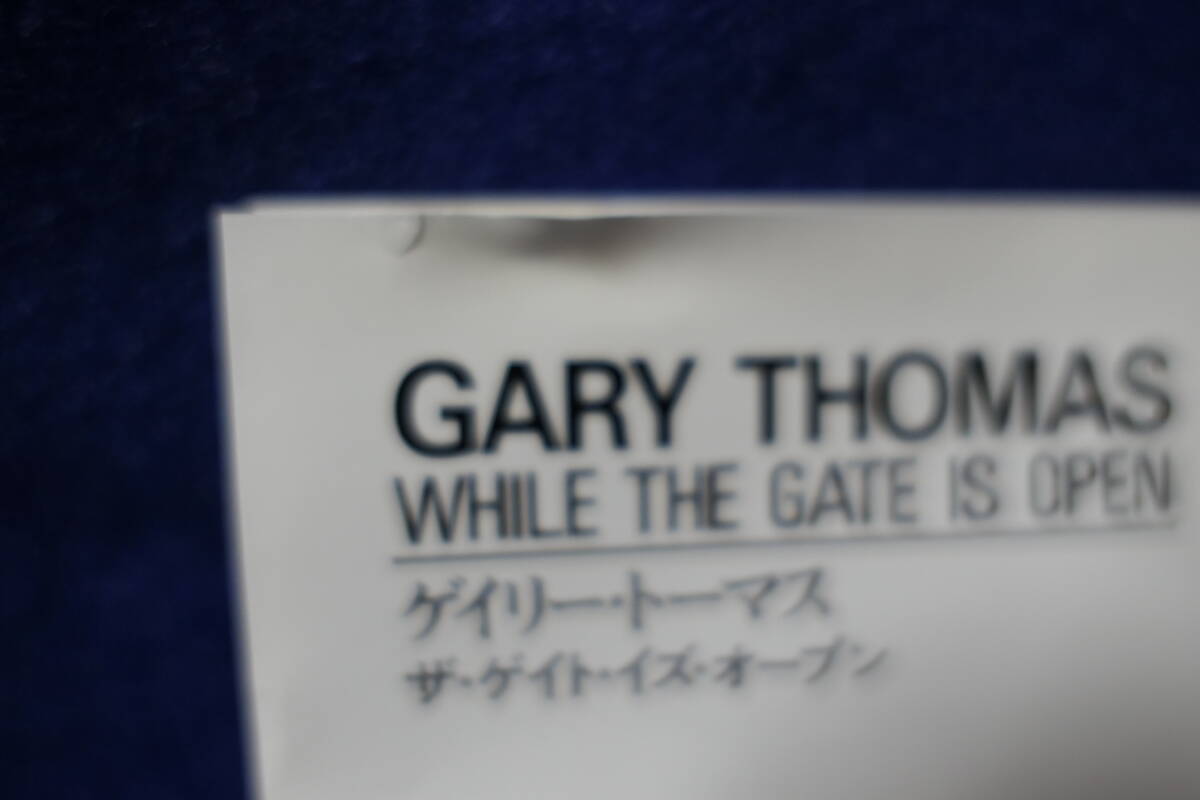 GARY THOMAS
WHILE THE GATE IS OPEN
ゲイリー・トーマス
ザ・ゲイト・イズ・オープン